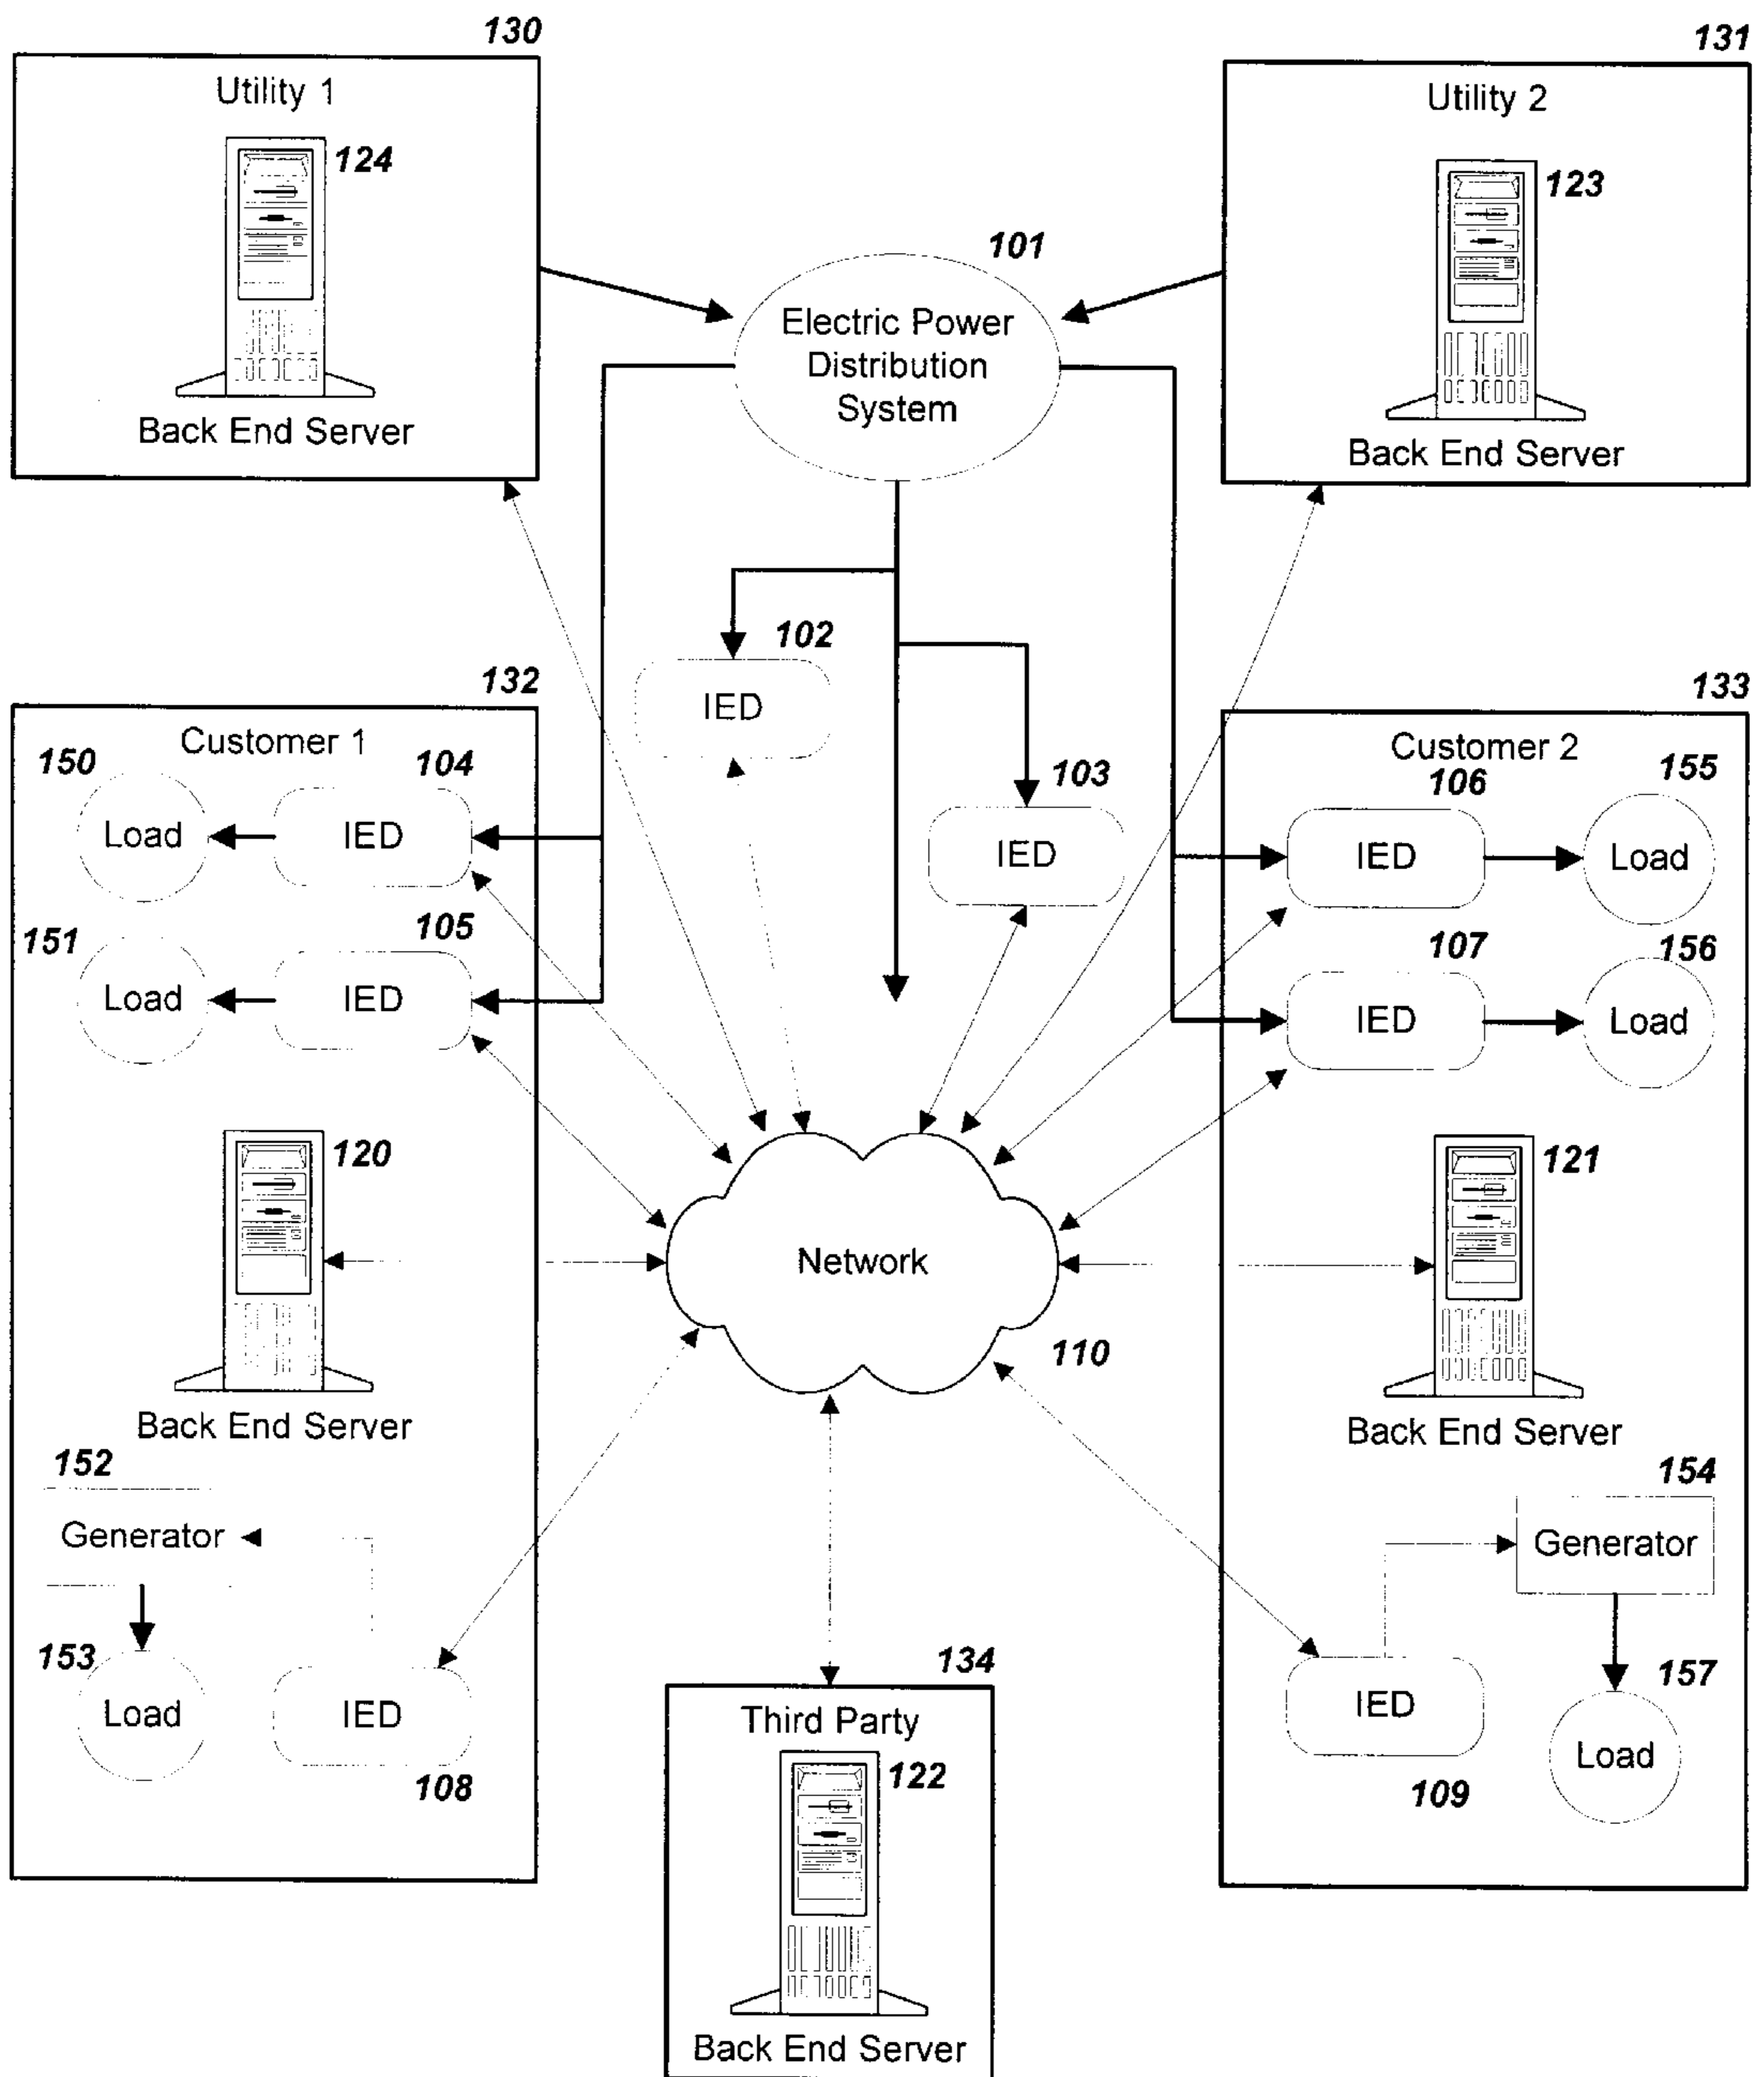 130
131
Utility 1
124
Back End Server
Utility 2
123
Back End Server
101
Electric Power
Distribution
System
102
IED
103
IED
132
Customer 1
150
104
Load
IED
151
105
Load
IED
120
Back End Server
152
Generator
153
Load
IED
108
133
Customer 2
106
155
IED
Load
107
156
IED
Load
121
Back End Server
154
Generator
157
IED
Load
109
Network
110
134
Third Party
122
Back End Server